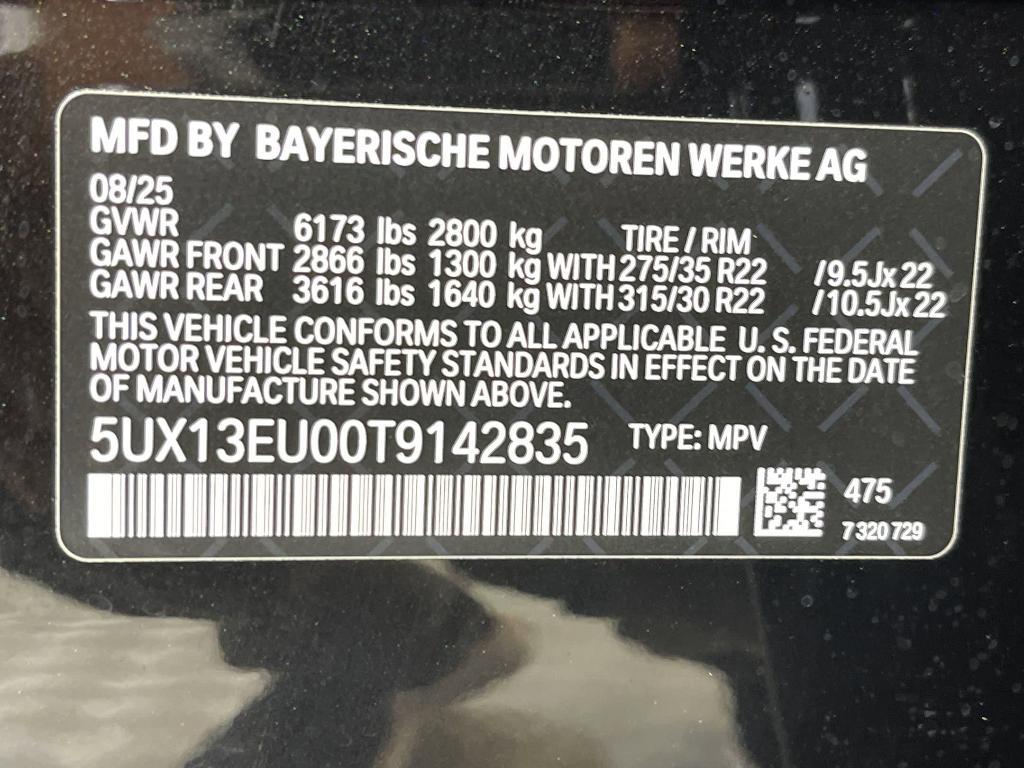 MFD BY BAYERISCHE MOTOREN WERKE AG
08/25
GVWR 6173 lbs 2800 kg TIRE / RIM
GAWR FRONT 2866 lbs 1300 kg WITH 275/35 R22 /9.5Jx22
GAWR REAR 3616 lbs 1640 kg WITH 315/30 R22 /10.5Jx22
THIS VEHICLE CONFORMS TO ALL APPLICABLE U. S. FEDERAL
MOTOR VEHICLE SAFETY STANDARDS IN EFFECT ON THE DATE
OF MANUFACTURE SHOWN ABOVE.
5UX13EU00T9142835 TYPE: MPV
475
7 320 729